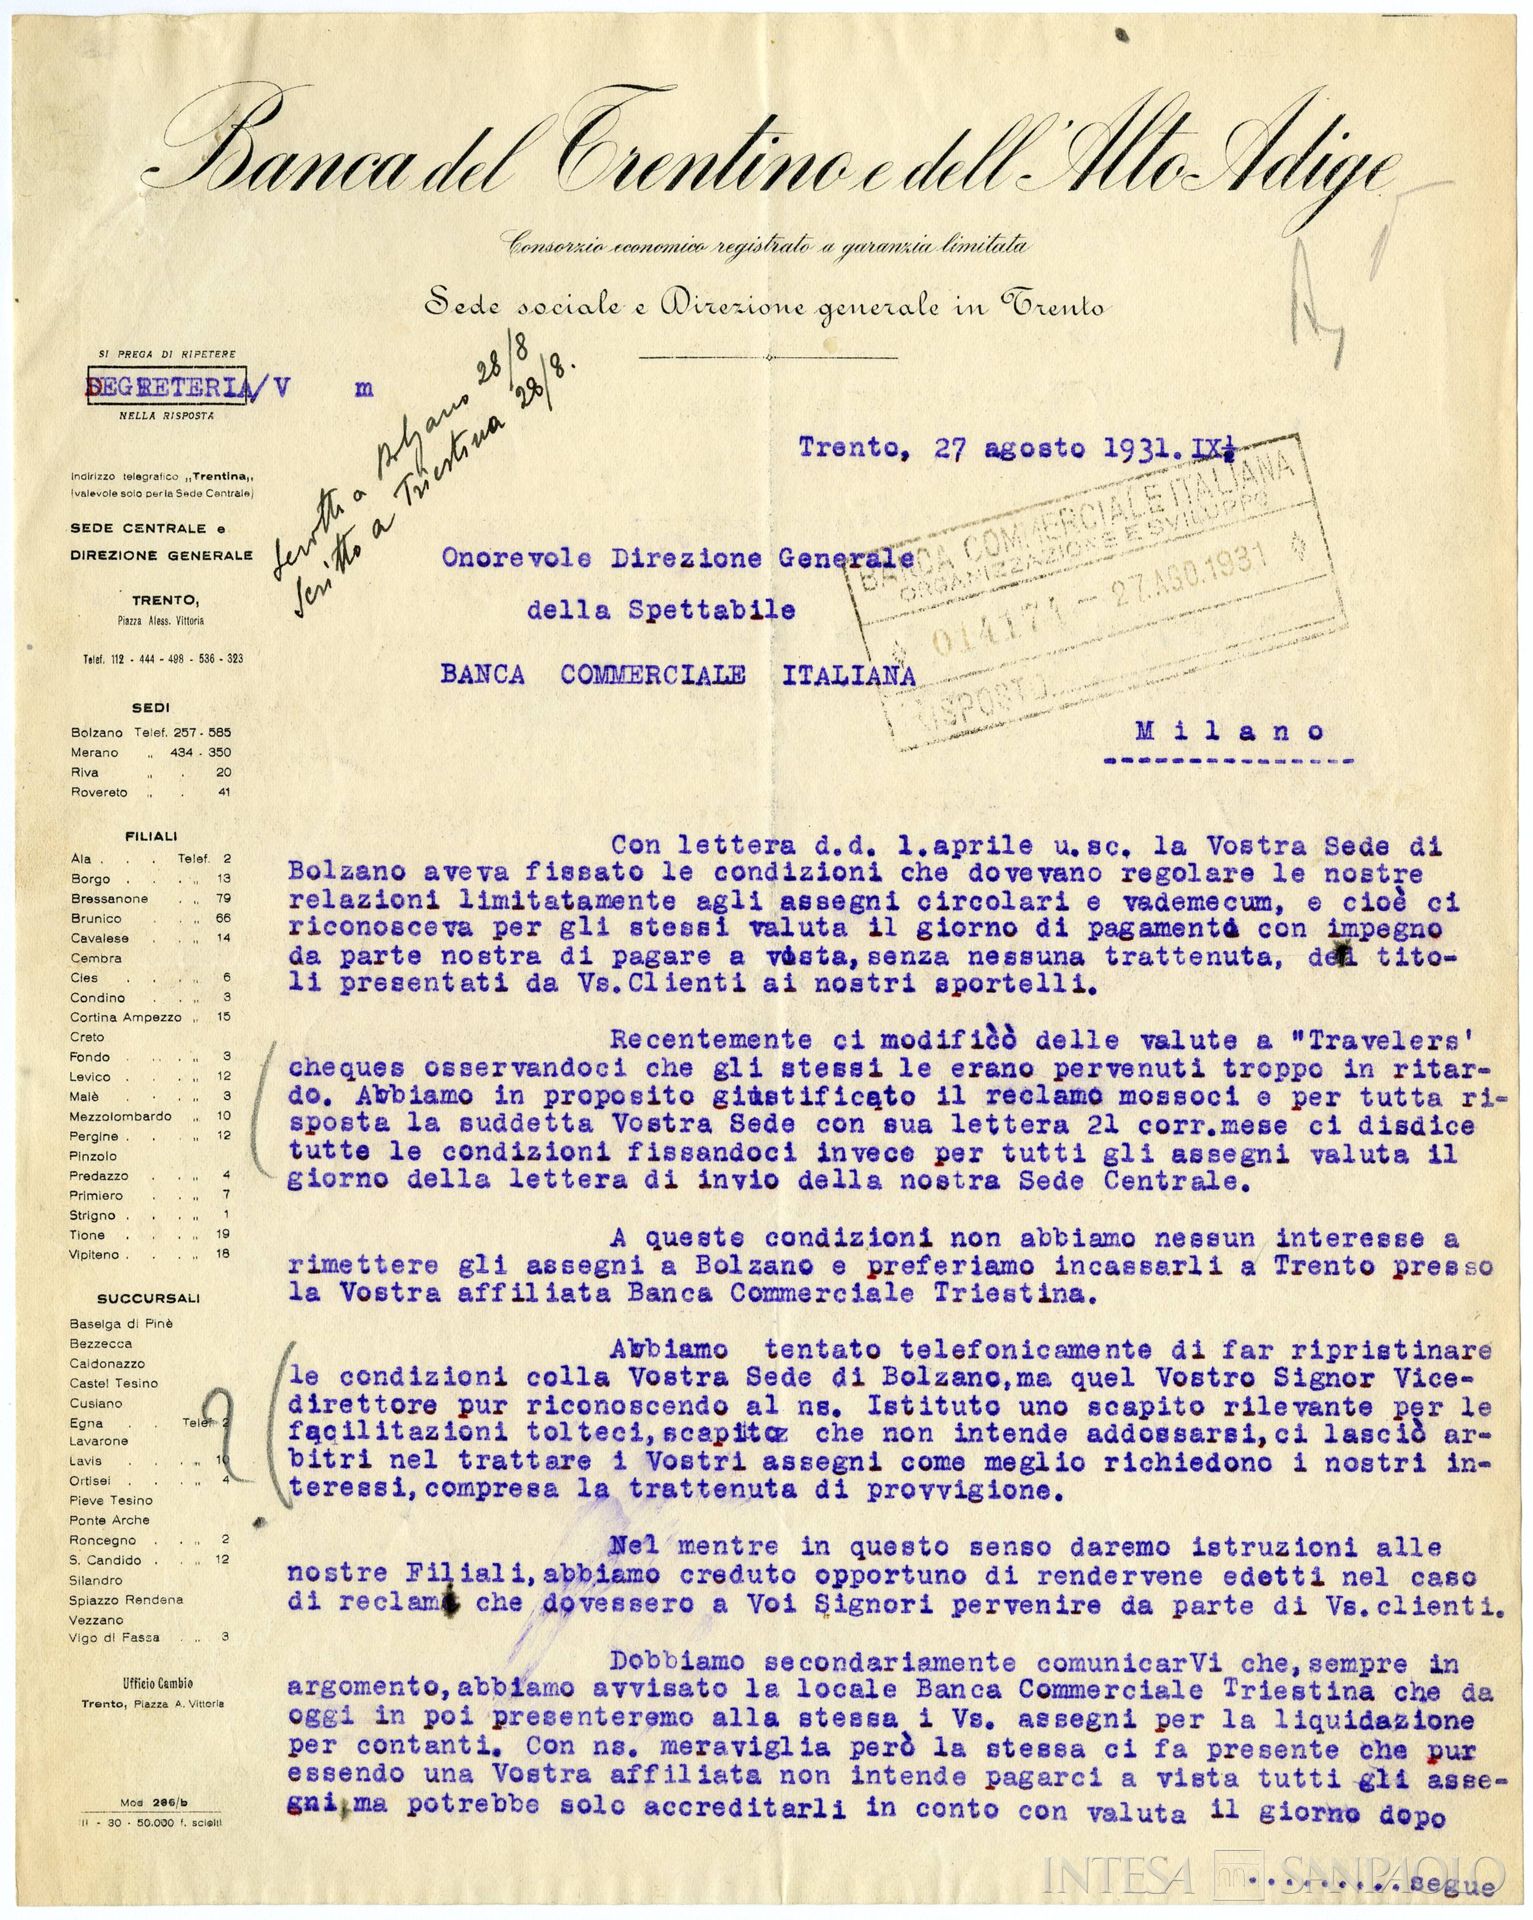 Banca del Trentino e dell'Alto Adige
Consorzio economico registrato a garanzia limitata
Sede sociale e Direzione generale in Trento
SI PREGA DI RIPETERE
SEGRETERIA/V m
NELLA RISPOSTA
Scritto a Bolzano 28/8
Scritto a Triestina 28/8.
Trento, 27 agosto 1931.IX½
BANCA COMMERCIALE ITALIANA
ORGANIZZAZIONE E SVILUPPO
014171 - 27.AGO.1931
RISPOSTO
Indirizzo telegrafico „Trentina„
(valevole solo per la Sede Centrale)
SEDE CENTRALE e
DIREZIONE GENERALE
TRENTO,
Piazza Aless. Vittoria
Telef. 112 - 444 - 498 - 536 - 323
SEDI
Bolzano Telef. 257 - 585
Merano „ 434 - 350
Riva „ . 20
Rovereto „ . 41
FILIALI
Ala . . . Telef. 2
Borgo . . . „ 13
Bressanone . „ 79
Brunico . . „ 66
Cavalese . „ 14
Cembra
Cles . . „ 6
Condino . . „ 3
Cortina Ampezzo „ 15
Creto
Fondo . . . „ 3
Levico . . „ 12
Malè . . . „ 3
Mezzolombardo „ 10
Pergine . . „ 12
Pinzolo
Predazzo . . „ 4
Primiero . . „ 7
Strigno . . . „ 1
Tione . . „ 19
Vipiteno . . . „ 18
SUCCURSALI
Baselga di Pinè
Bezzecca
Caldonazzo
Castel Tesino
Cusiano
Egna . . Telef 2
Lavarone
Lavis . . . „ 10
Ortisei . . „ 4
Pieve Tesino
Ponte Arche
Roncegno . . „ 2
S. Candido . . „ 12
Silandro
Spiazzo Rendena
Vezzano
Vigo di Fassa . „ 3
Ufficio Cambio
Trento, Piazza A. Vittoria
Mod 266/b
III - 30 - 50.000 f. sciolti
Onorevole Direzione Generale
della Spettabile
BANCA COMMERCIALE ITALIANA
Milano
Con lettera d.d. 1.aprile u.sc. la Vostra Sede di
Bolzano aveva fissato le condizioni che dovevano regolare le nostre
relazioni limitatamente agli assegni circolari e vademecum, e cioè ci
riconosceva per gli stessi valuta il giorno di pagamento con impegno
da parte nostra di pagare a vista, senza nessuna trattenuta, dei tito-
li presentati da Vs.Clienti ai nostri sportelli.
Recentemente ci modificò delle valute a "Travelers'
cheques osservandoci che gli stessi le erano pervenuti troppo in ritar-
do. Abbiamo in proposito giustificato il reclamo mossoci e per tutta ri-
sposta la suddetta Vostra Sede con sua lettera 21 corr.mese ci disdice
tutte le condizioni fissandoci invece per tutti gli assegni valuta il
giorno della lettera di invio della nostra Sede Centrale.
A queste condizioni non abbiamo nessun interesse a
rimettere gli assegni a Bolzano e preferiamo incassarli a Trento presso
la Vostra affiliata Banca Commerciale Triestina.
Abbiamo tentato telefonicamente di far ripristinare
le condizioni colla Vostra Sede di Bolzano,ma quel Vostro Signor Vice-
direttore pur riconoscendo al ns. Istituto uno scapito rilevante per le
facilitazioni tolteci,scapito che non intende addossarsi,ci lasciò ar-
bitri nel trattare i Vostri assegni come meglio richiedono i nostri in-
teressi,compresa la trattenuta di provvigione.
Nel mentre in questo senso daremo istruzioni alle
nostre Filiali,abbiamo creduto opportuno di rendervene edetti nel caso
di reclami che dovessero a Voi Signori pervenire da parte di Vs.clienti.
Dobbiamo secondariamente comunicarVi che,sempre in
argomento,abbiamo avvisato la locale Banca Commerciale Triestina che da
oggi in poi presenteremo alla stessa i Vs. assegni per la liquidazione
per contanti. Con ns. meraviglia però la stessa ci fa presente che pur
essendo una Vostra affiliata non intende pagarci a vista tutti gli asse-
gni,ma potrebbe solo accreditarli in conto con valuta il giorno dopo
.........segue
INTESA SANPAOLO